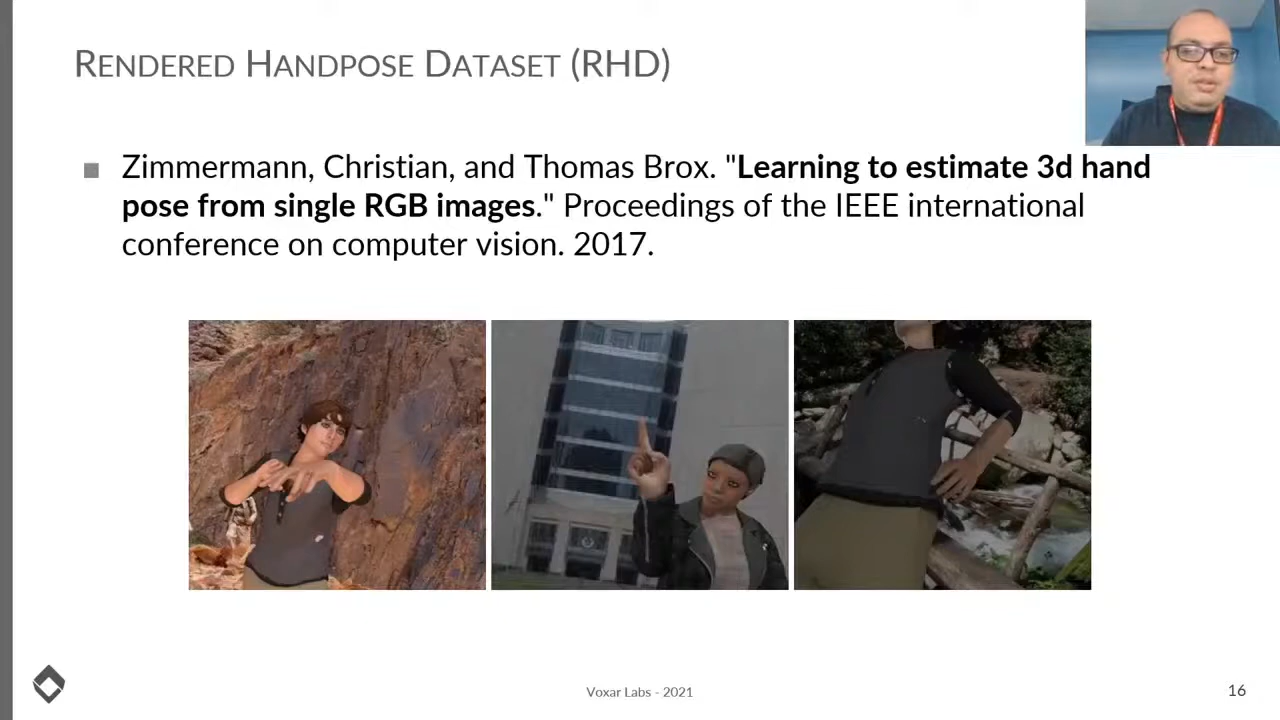 RENDERED HANDPOSE DATASET (RHD)
Zimmermann, Christian, and Thomas Brox. "Learning to estimate 3d hand
pose from single RGB images." Proceedings of the IEEE international
conference on computer vision. 2017.
Voxar Labs - 2021
16